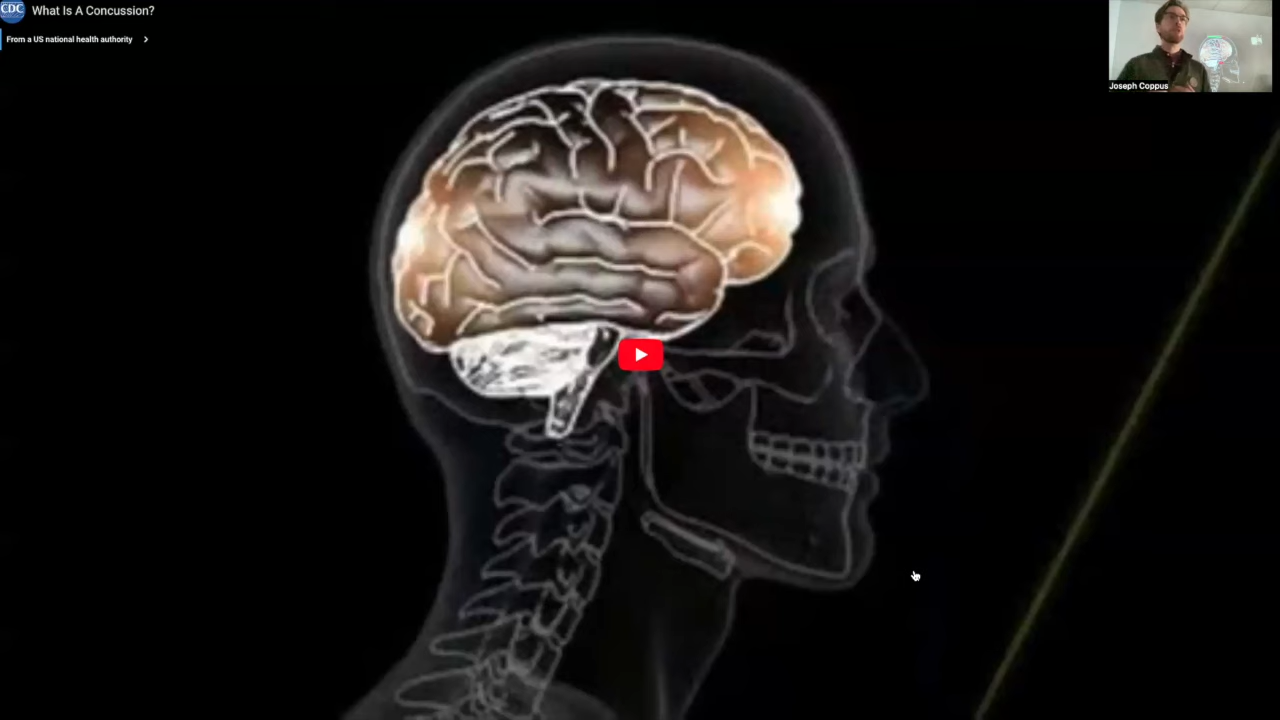 CDC
What Is A Concussion?
From a US national health authority
Joseph Coppus